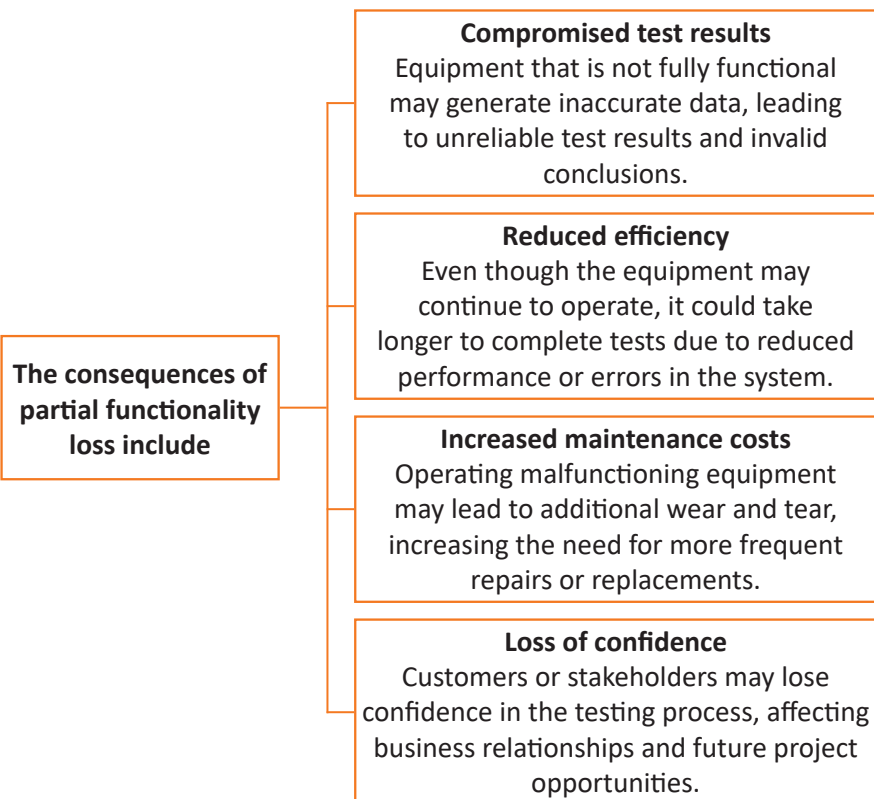 The consequences of
partial functionality
loss include
Compromised test results
Equipment that is not fully functional
may generate inaccurate data, leading
to unreliable test results and invalid
conclusions.
Reduced efficiency
Even though the equipment may
continue to operate, it could take
longer to complete tests due to reduced
performance or errors in the system.
Increased maintenance costs
Operating malfunctioning equipment
may lead to additional wear and tear,
increasing the need for more frequent
repairs or replacements.
Loss of confidence
Customers or stakeholders may lose
confidence in the testing process, affecting
business relationships and future project
opportunities.